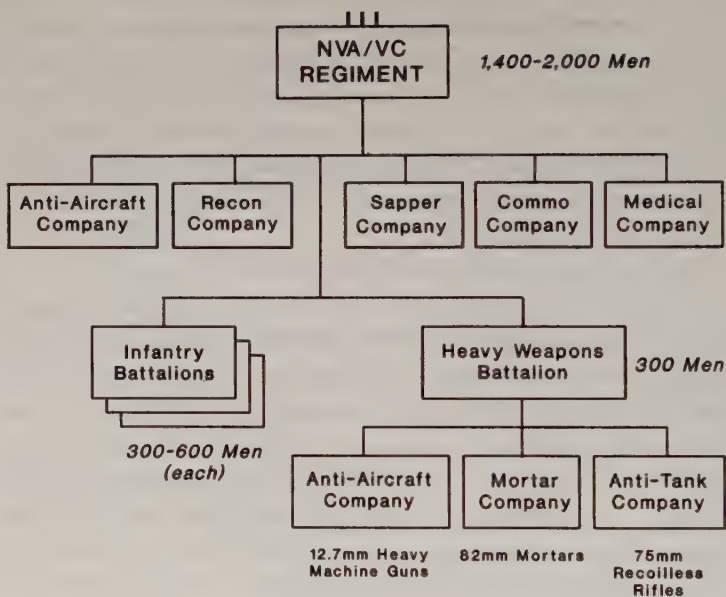 NVA/VC
REGIMENT
1,400-2,000 Men
Anti-Aircraft
Company
Recon
Company
Sapper
Company
Commo
Company
Medical
Company
Infantry
Battalions
300-600 Men
(each)
Heavy Weapons
Battalion
300 Men
Anti-Aircraft
Company
Mortar
Company
Anti-Tank
Company
12.7mm Heavy
Machine Guns
82mm Mortars
75mm
Recoilless
Rifles